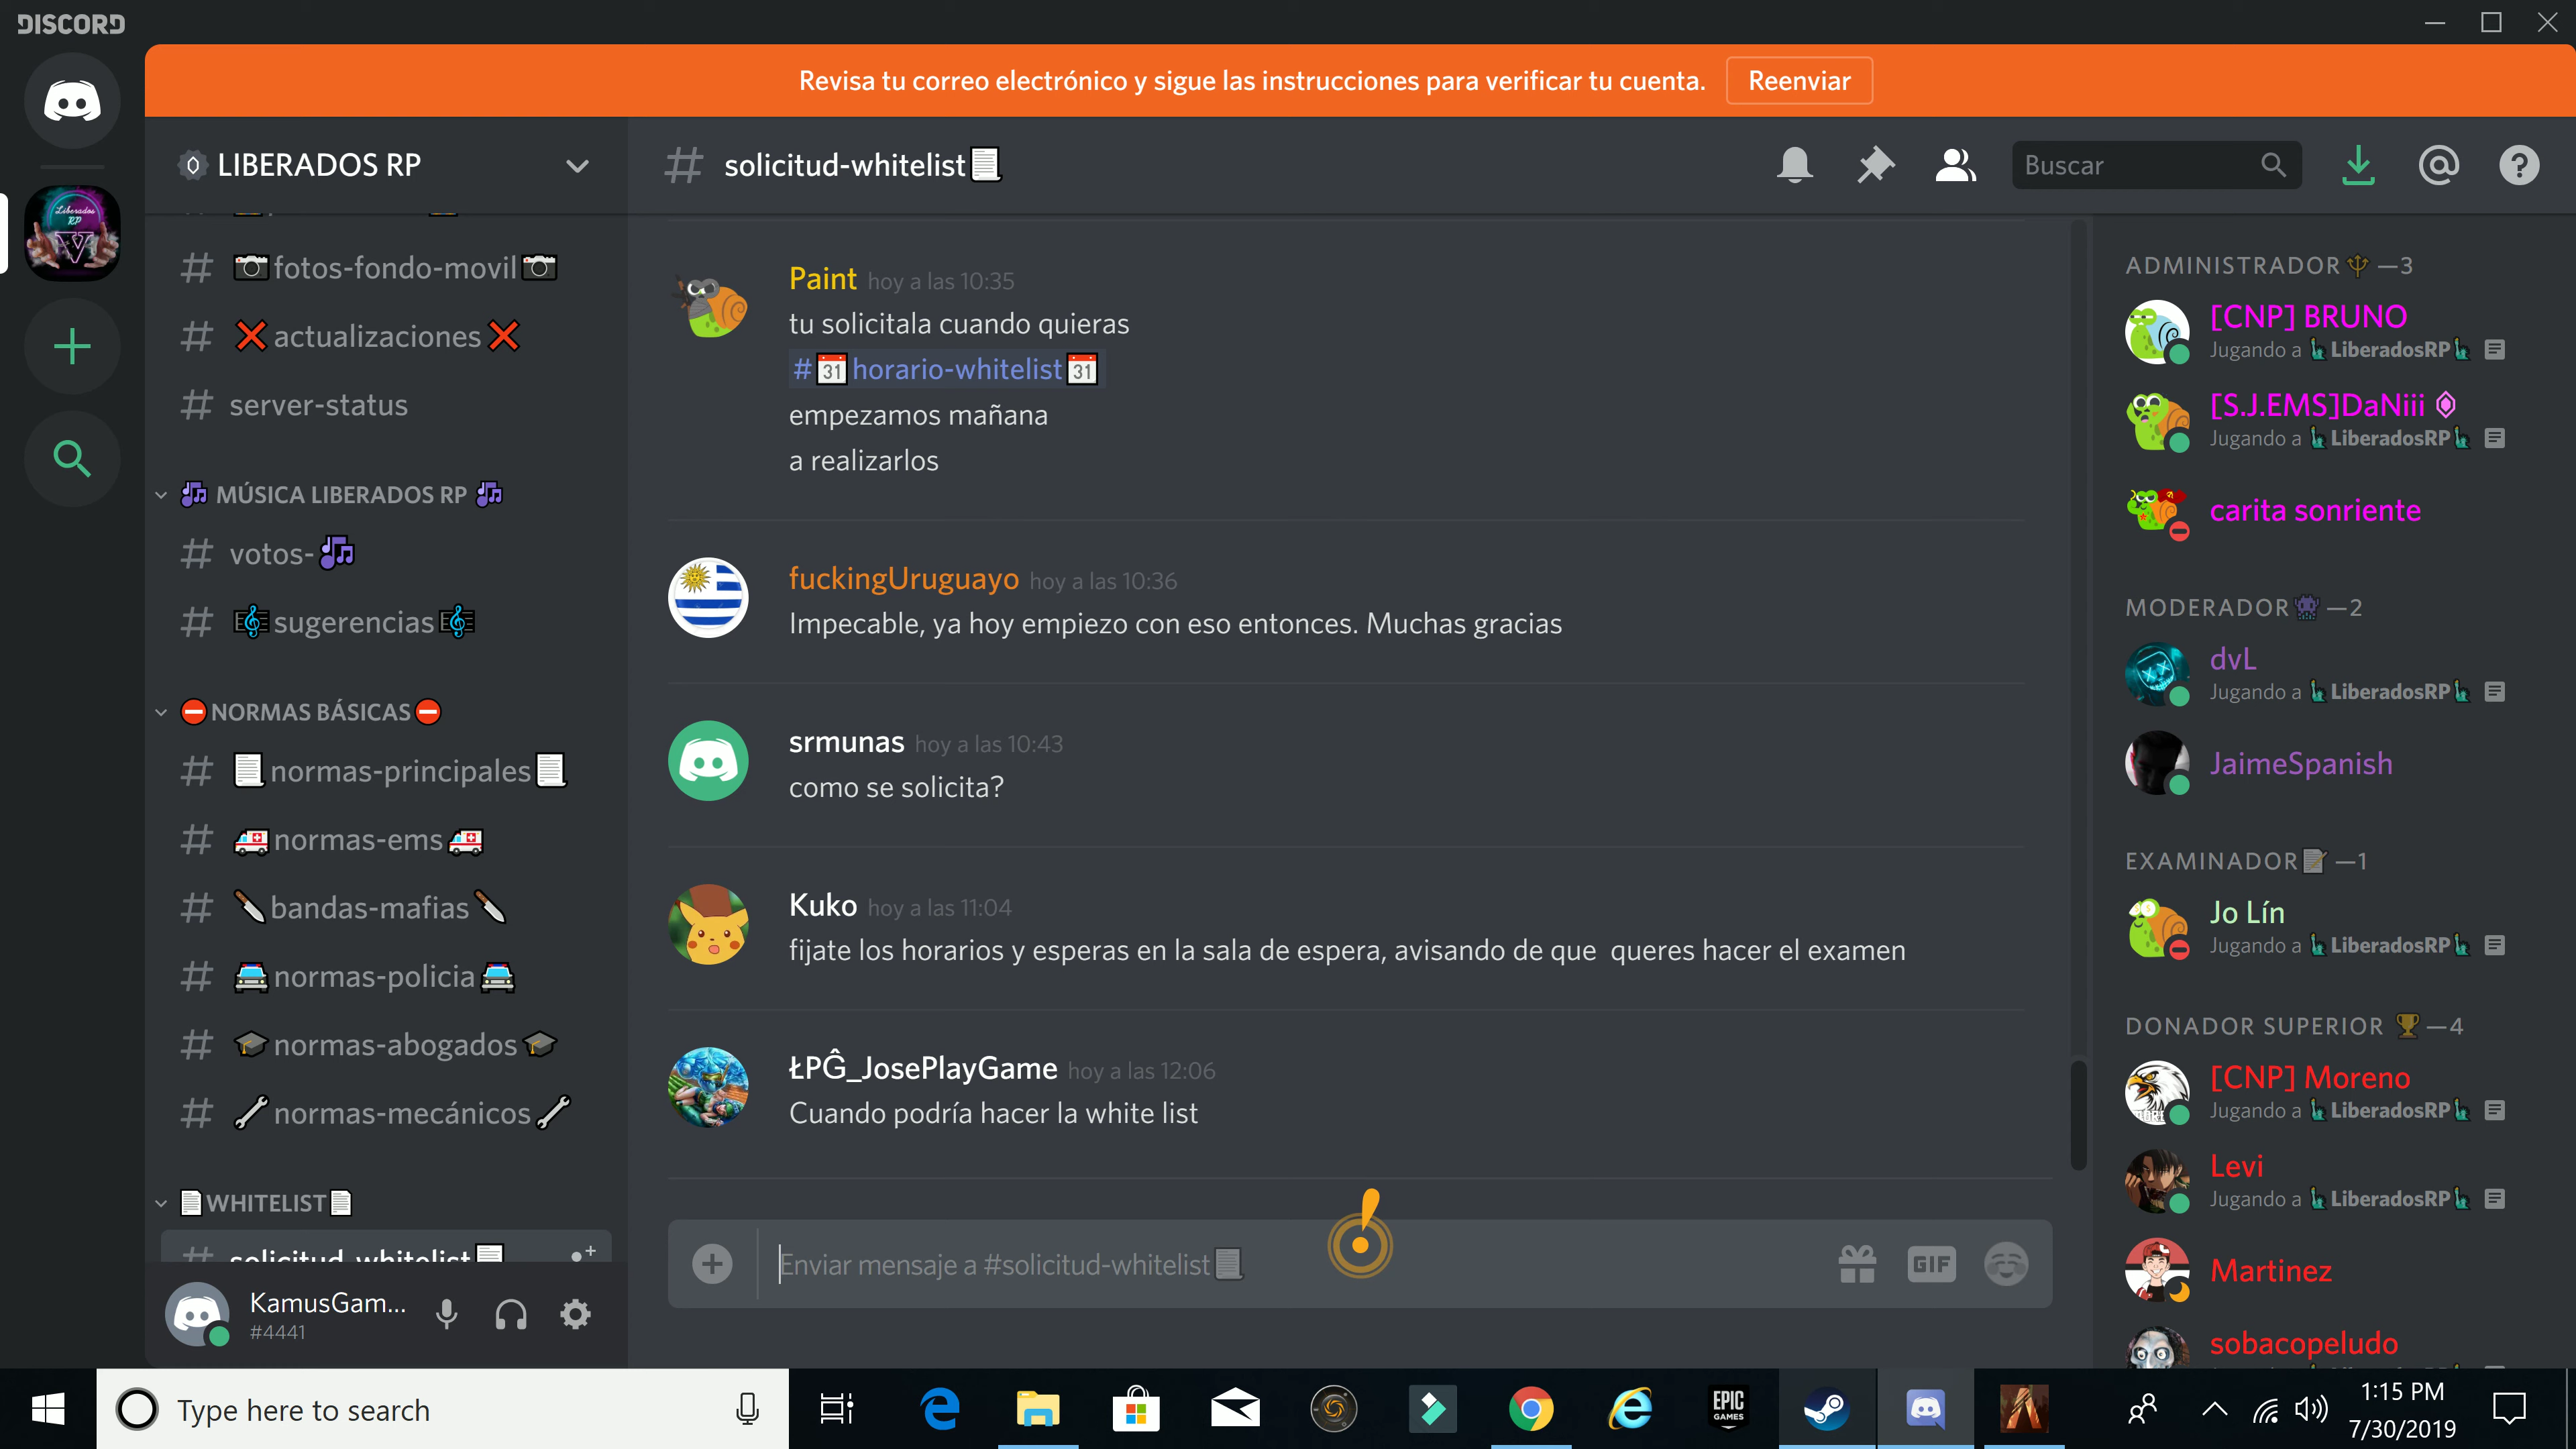 DISCORD
Revisa tu correo electrónico y sigue las instrucciones para verificar tu cuenta. Reenviar
LIBERADOS RP
# fotos-fondo-movil
# actualizaciones
# server-status
MÚSICA LIBERADOS RP
# votos-
# sugerencias
NORMAS BÁSICAS
# normas-principales
# normas-ems
# bandas-mafias
# normas-policia
# normas-abogados
# normas-mecánicos
WHITELIST
# solicitud-whitelist
KamusGam...
#4441
# solicitud-whitelist
Buscar
Paint hoy a las 10:35
tu solicitala cuando quieras
#horario-whitelist
empezamos mañana
a realizarlos
fuckingUruguayo hoy a las 10:36
Impecable, ya hoy empiezo con eso entonces. Muchas gracias
srmunas hoy a las 10:43
como se solicita?
Kuko hoy a las 11:04
fijate los horarios y esperas en la sala de espera, avisando de que queres hacer el examen
ŁPĜ_JosePlayGame hoy a las 12:06
Cuando podría hacer la white list
Enviar mensaje a #solicitud-whitelist
GIF
ADMINISTRADOR —3
[CNP] BRUNO
Jugando a LiberadosRP
[S.J.EMS]DaNiii
Jugando a LiberadosRP
carita sonriente
MODERADOR —2
dvL
Jugando a LiberadosRP
JaimeSpanish
EXAMINADOR —1
Jo Lín
Jugando a LiberadosRP
DONADOR SUPERIOR —4
[CNP] Moreno
Jugando a LiberadosRP
Levi
Jugando a LiberadosRP
Martinez
sobacopeludo
Type here to search
EPIC
GAMES
1:15 PM
7/30/2019